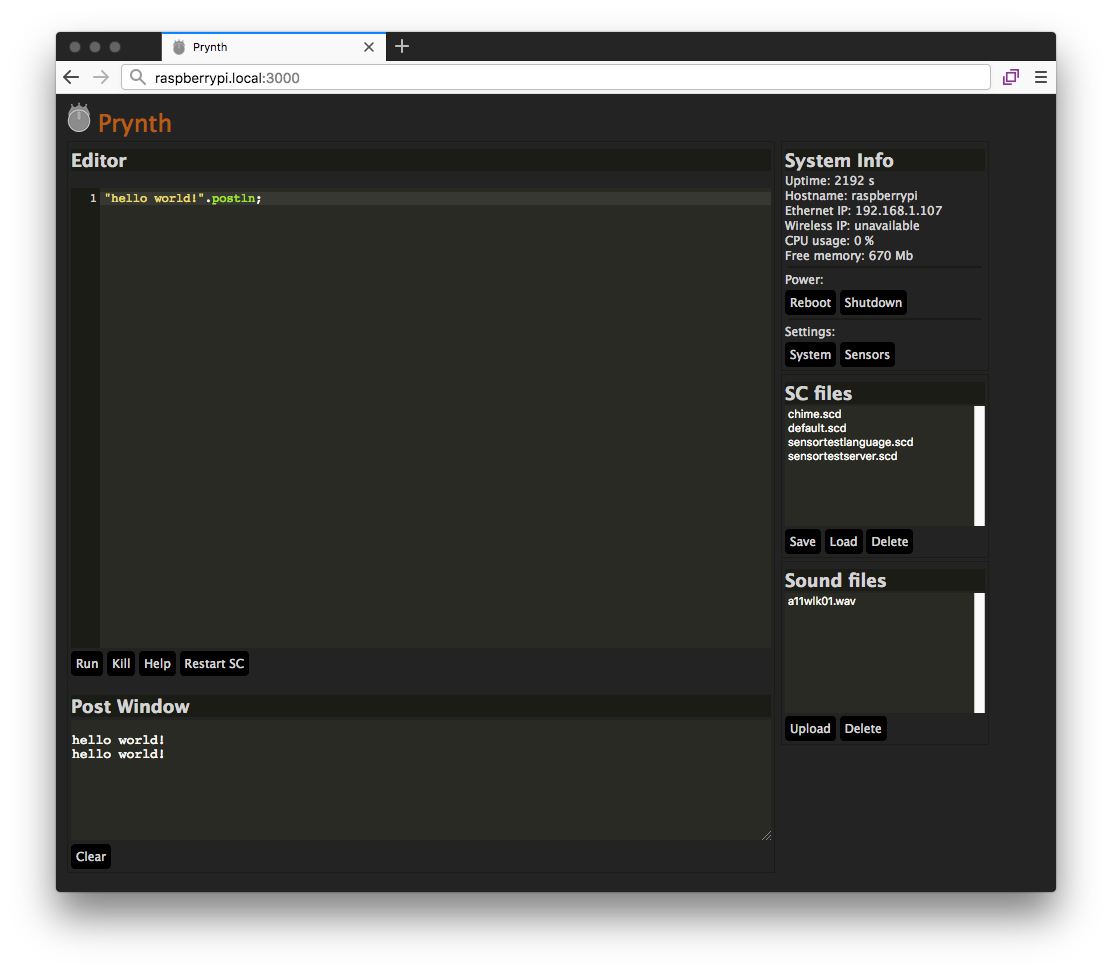 Prynth
raspberrypi.local:3000
Prynth
Editor
1 "hello world!".postln;
Run Kill Help Restart SC
Post Window
hello world!
hello world!
Clear
System Info
Uptime: 2192 s
Hostname: raspberrypi
Ethernet IP: 192.168.1.107
Wireless IP: unavailable
CPU usage: 0 %
Free memory: 670 Mb
Power:
Reboot Shutdown
Settings:
System Sensors
SC files
chime.scd
default.scd
sensortestlanguage.scd
sensortestserver.scd
Save Load Delete
Sound files
a11wlk01.wav
Upload Delete